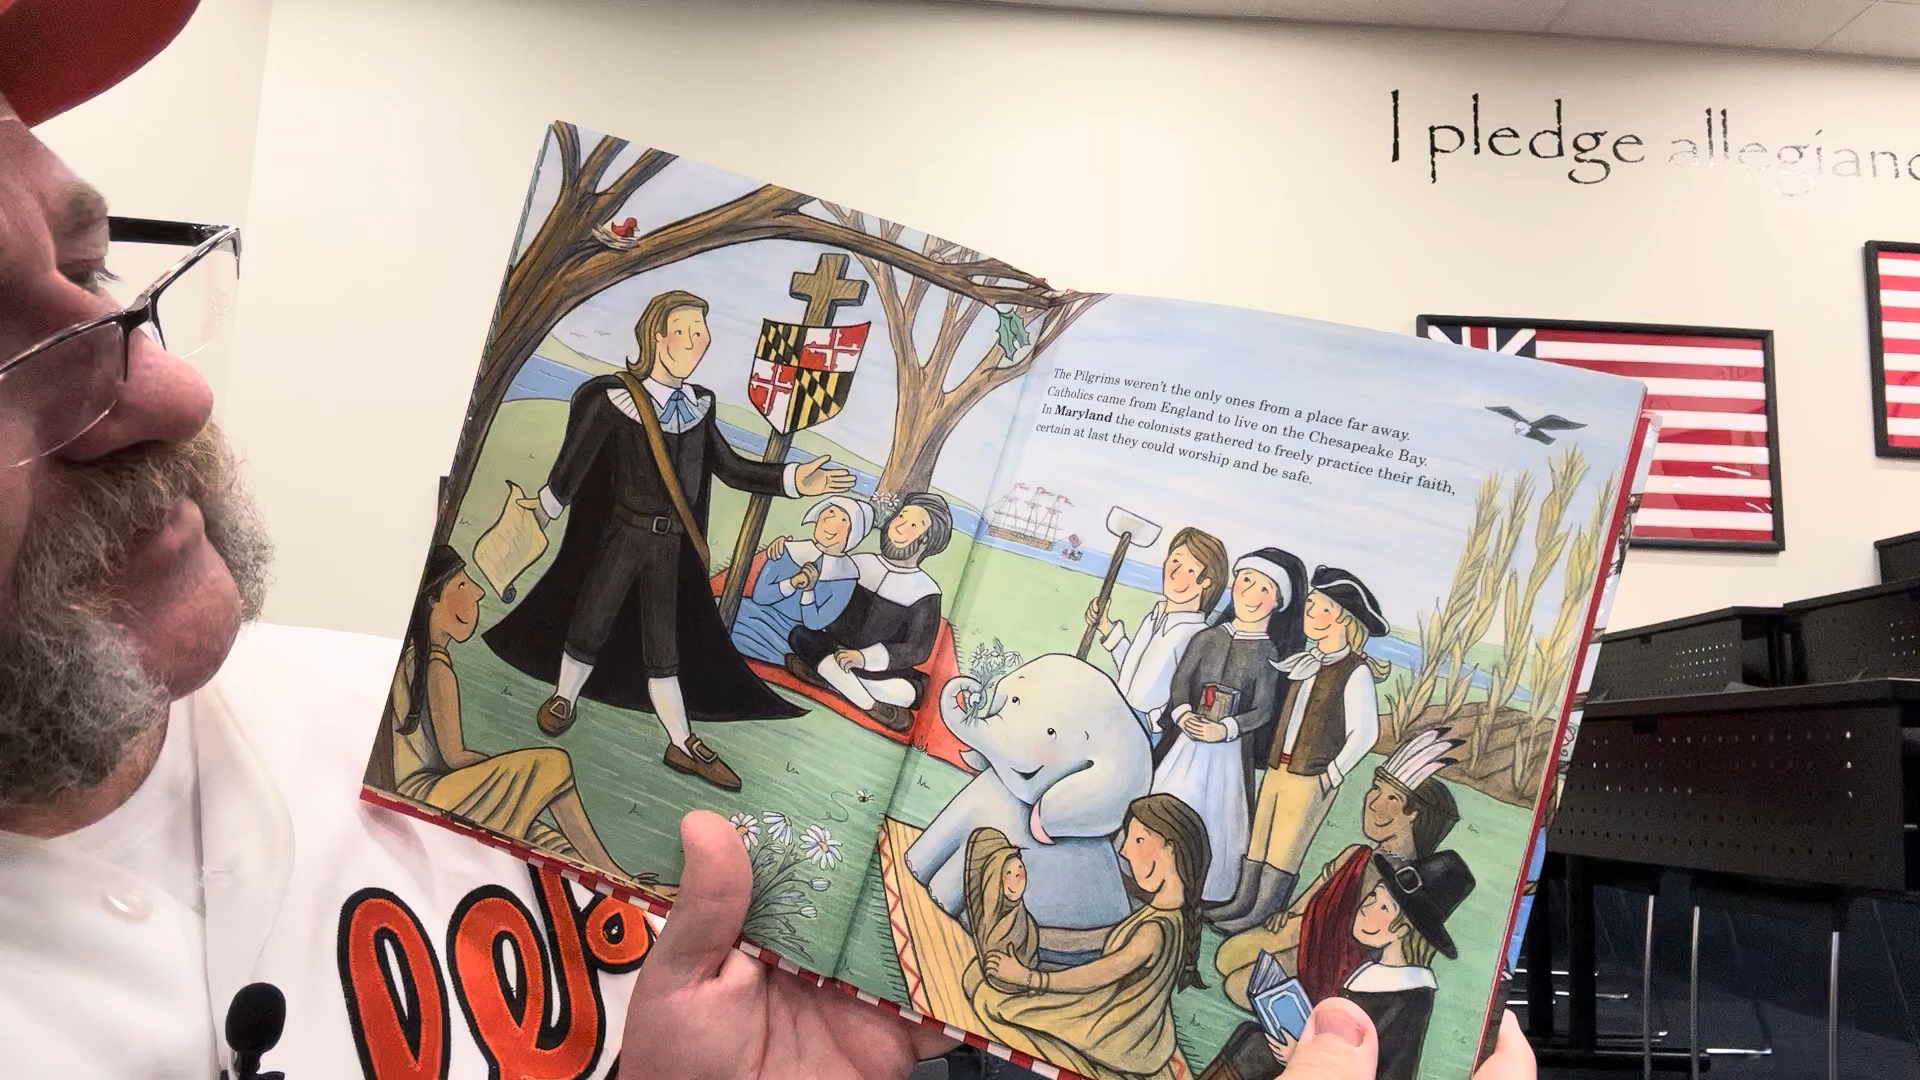 I pledge allegianc
The Pilgrims weren't the only ones from a place far away.
Catholics came from England to live on the Chesapeake Bay.
In Maryland the colonists gathered to freely practice their faith,
certain at last they could worship and be safe.